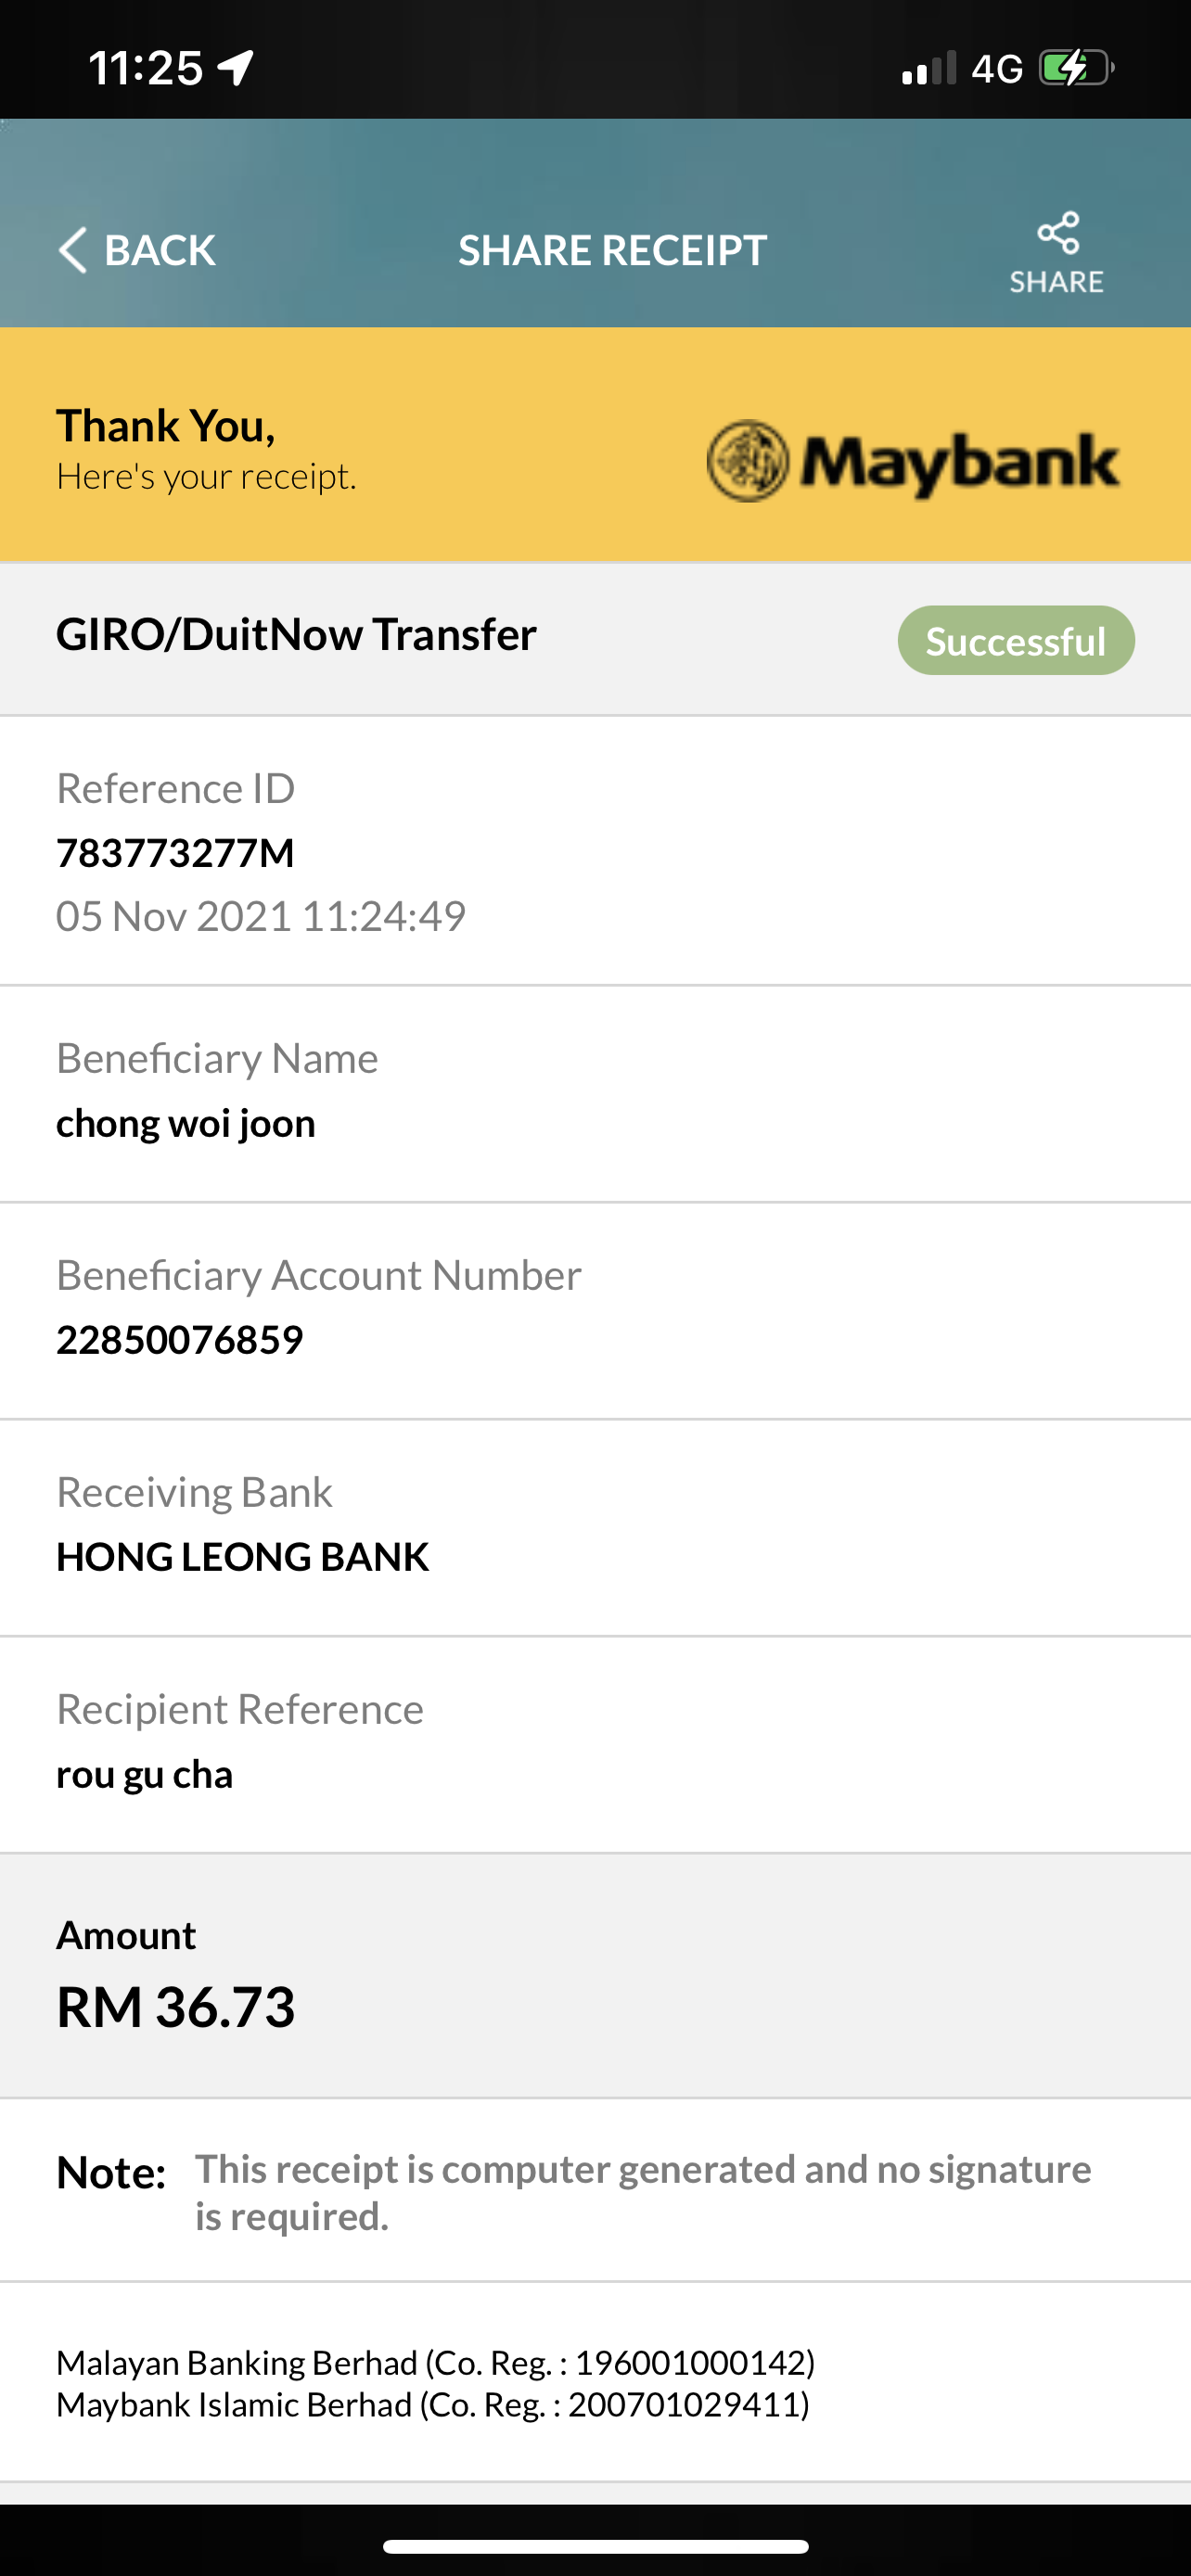 11:25
4G
BACK
SHARE RECEIPT
SHARE
Thank You,
Here's your receipt.
Maybank
GIRO/DuitNow Transfer
Successful
Reference ID
783773277M
05 Nov 2021 11:24:49
Beneficiary Name
chong woi joon
Beneficiary Account Number
22850076859
Receiving Bank
HONG LEONG BANK
Recipient Reference
rou gu cha
Amount
RM 36.73
Note: This receipt is computer generated and no signature
is required.
Malayan Banking Berhad (Co. Reg. : 196001000142)
Maybank Islamic Berhad (Co. Reg. : 200701029411)